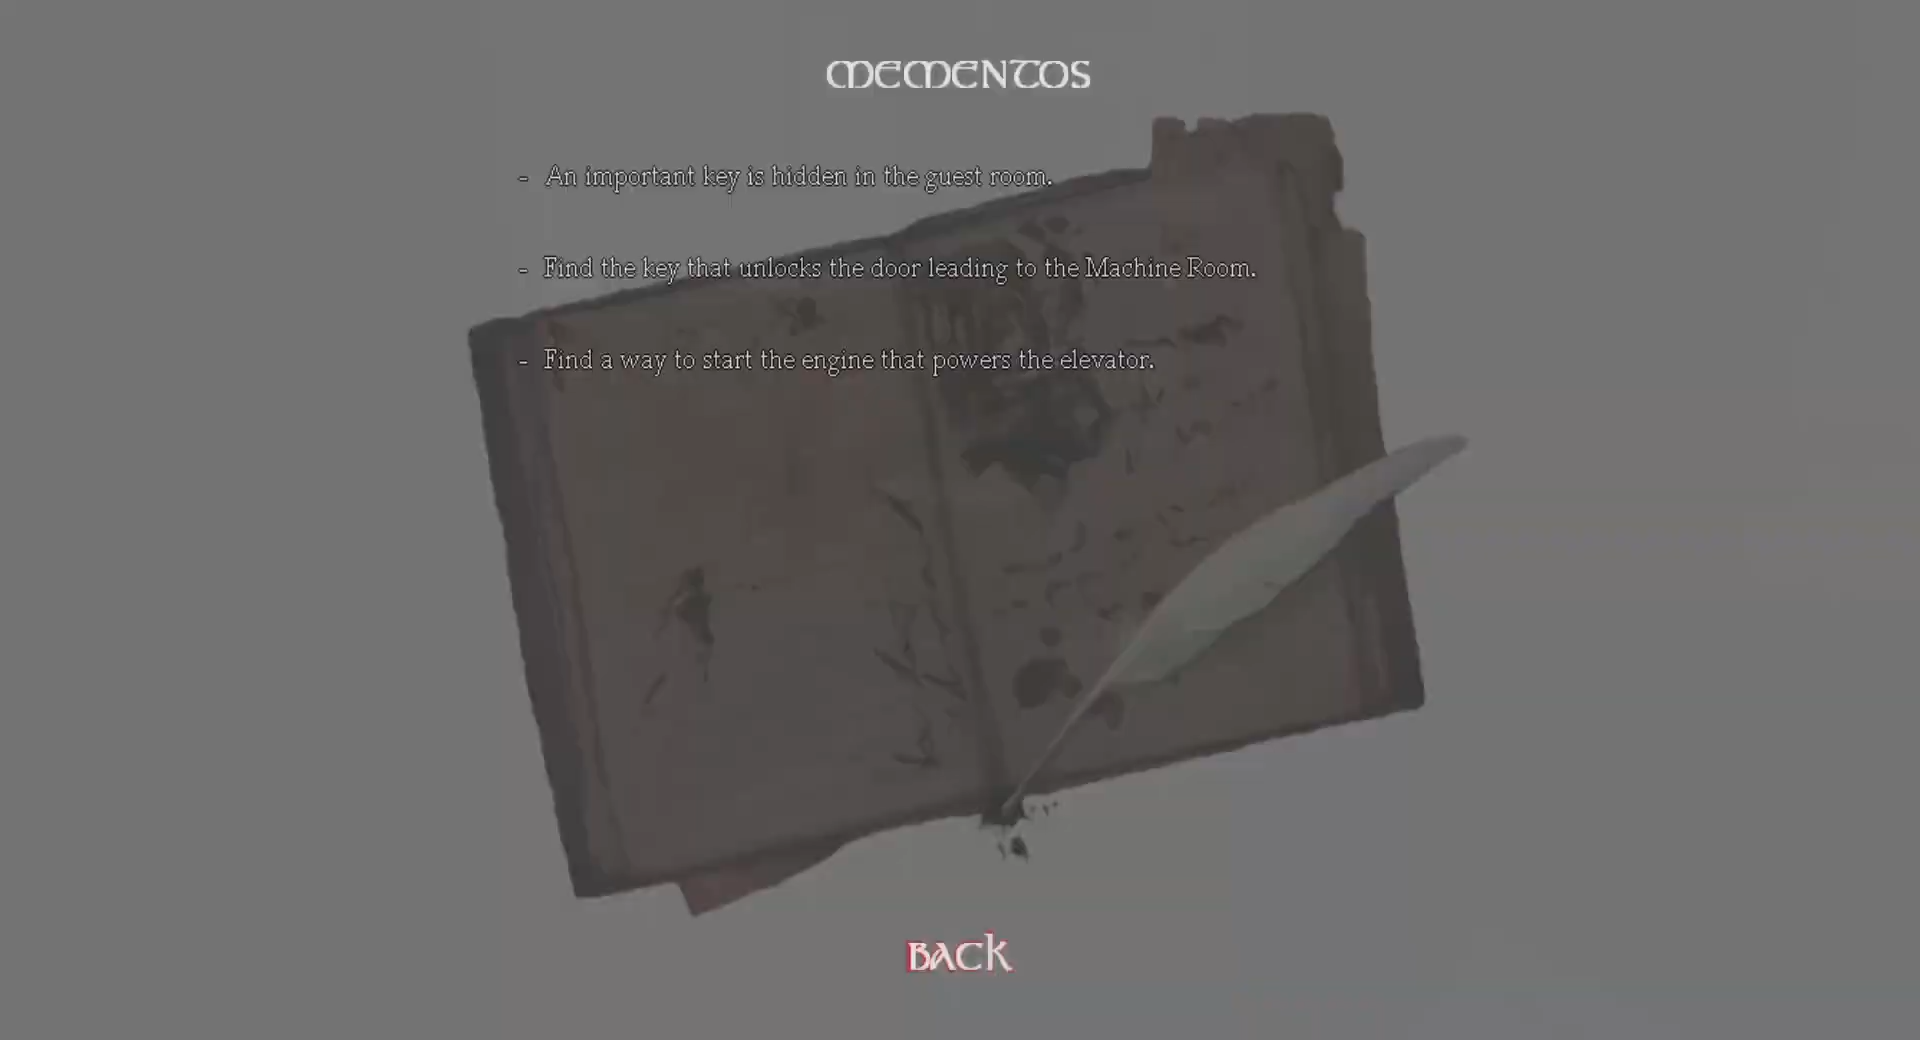 MEMENTOS
- An important key is hidden in the guest room.
- Find the key that unlocks the door leading to the Machine Room.
- Find a way to start the engine that powers the elevator.
BACK